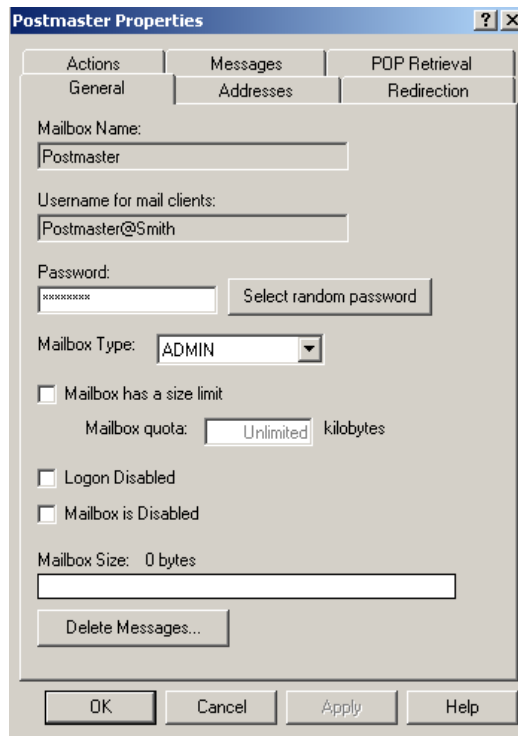 Postmaster Properties
Actions Messages POP Retrieval
General Addresses Redirection
Mailbox Name:
Postmaster
Username for mail clients:
Postmaster@Smith
Password:
******** Select random password
Mailbox Type: ADMIN
Mailbox has a size limit
Mailbox quota: Unlimited kilobytes
Logon Disabled
Mailbox is Disabled
Mailbox Size: 0 bytes
Delete Messages...
OK Cancel Apply Help